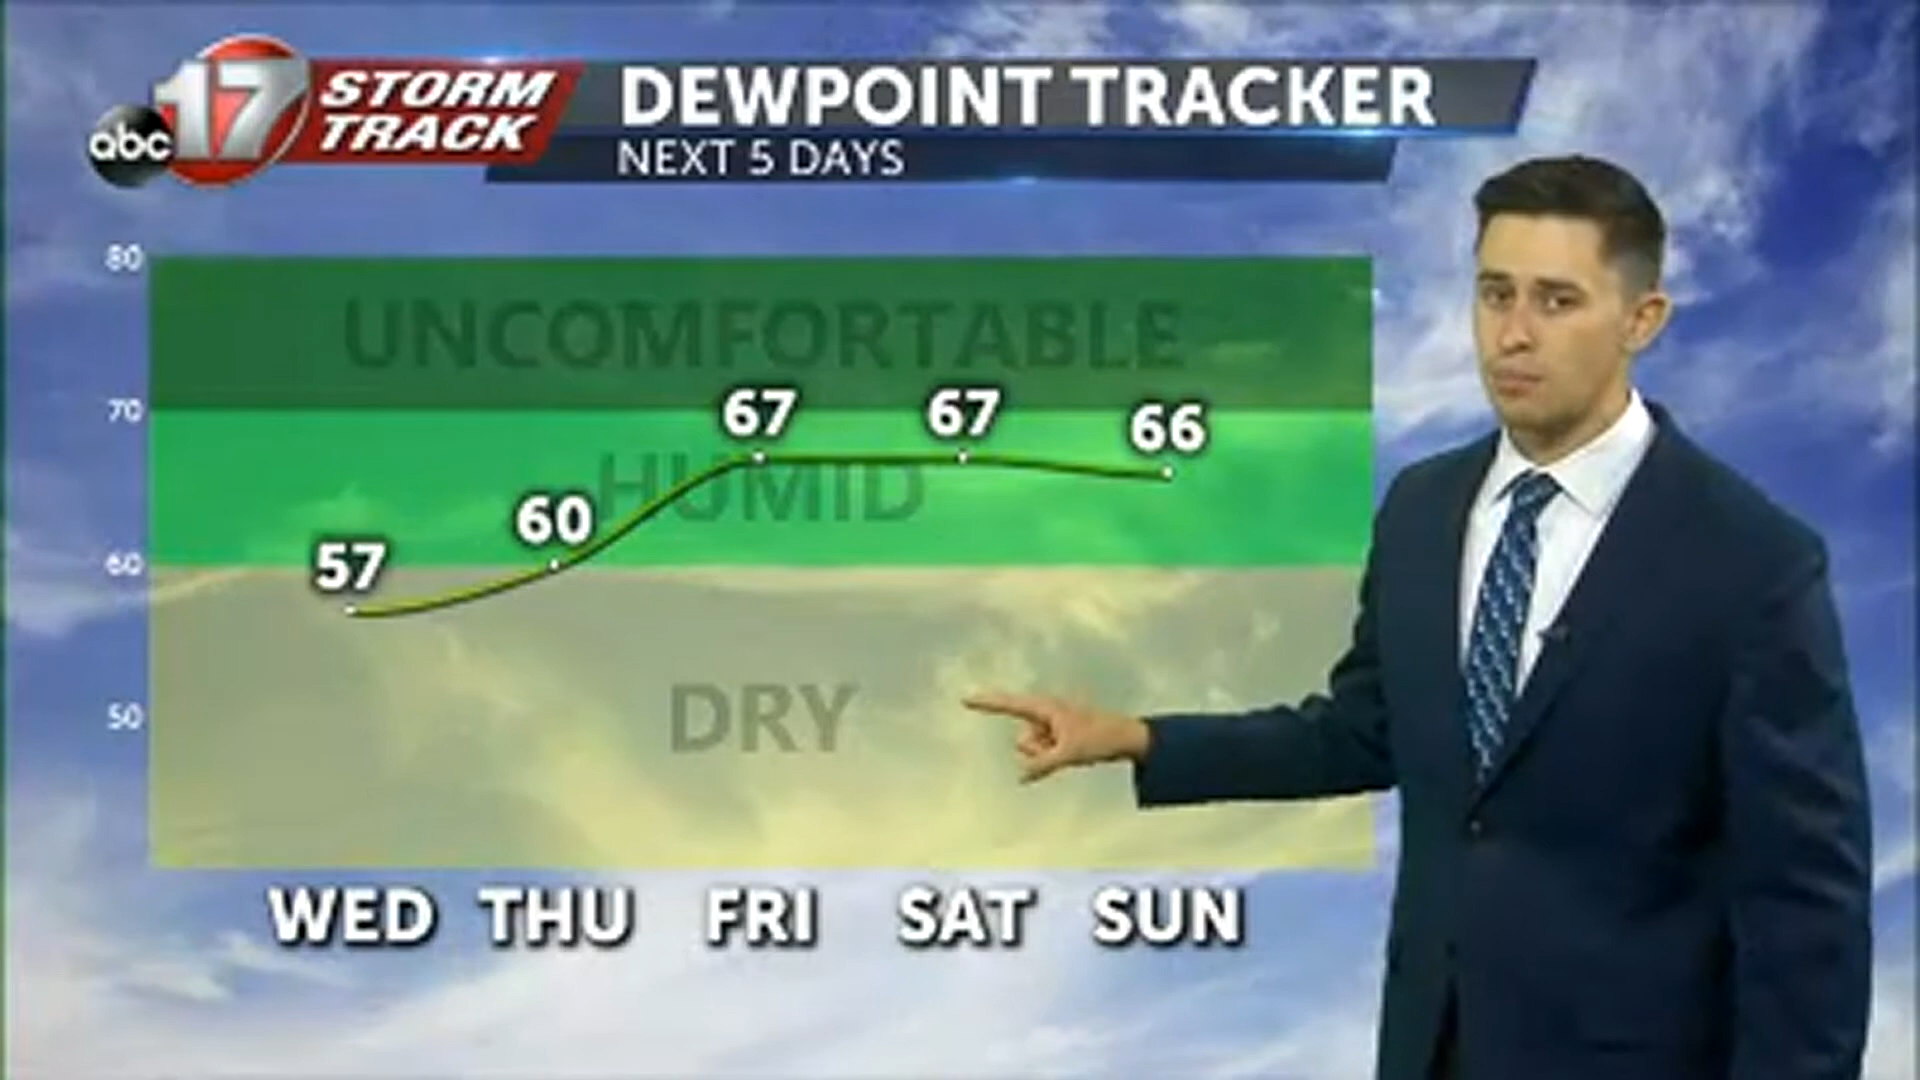 abc 17 STORM TRACK
DEWPOINT TRACKER
NEXT 5 DAYS
80
UNCOMFORTABLE
70
67
67
66
HUMID
60
57
60
DRY
50
WED THU FRI SAT SUN